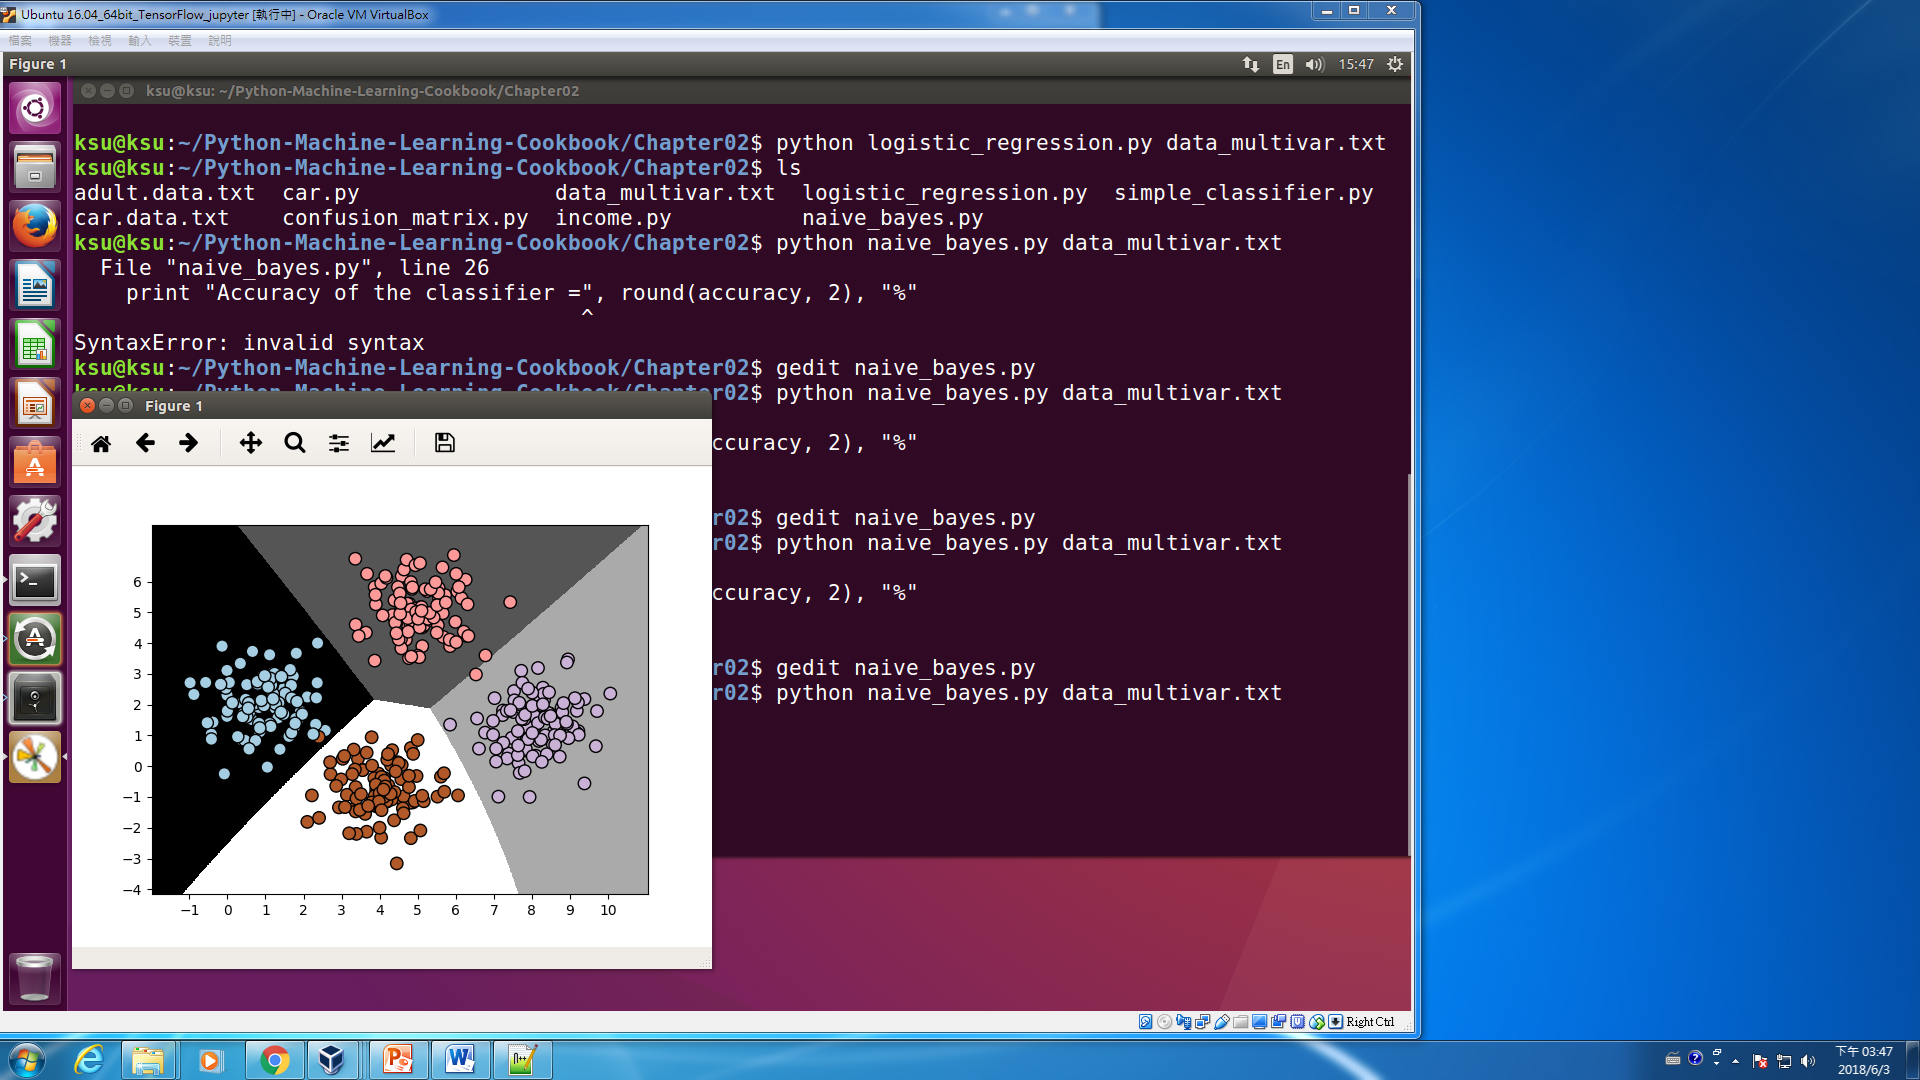 Ubuntu 16.04_64bit_TensorFlow_jupyter [執行中] - Oracle VM VirtualBox
檔案 機器 檢視 輸入 裝置 說明
Figure 1 En 15:47
ksu@ksu: ~/Python-Machine-Learning-Cookbook/Chapter02
ksu@ksu:~/Python-Machine-Learning-Cookbook/Chapter02$ python logistic_regression.py data_multivar.txt
ksu@ksu:~/Python-Machine-Learning-Cookbook/Chapter02$ ls
adult.data.txt car.py data_multivar.txt logistic_regression.py simple_classifier.py
car.data.txt confusion_matrix.py income.py naive_bayes.py
ksu@ksu:~/Python-Machine-Learning-Cookbook/Chapter02$ python naive_bayes.py data_multivar.txt
File "naive_bayes.py", line 26
print "Accuracy of the classifier =", round(accuracy, 2), "%"
^
SyntaxError: invalid syntax
ksu@ksu:~/Python-Machine-Learning-Cookbook/Chapter02$ gedit naive_bayes.py
ksu@ksu:~/Python-Machine-Learning-Cookbook/Chapter02$ python naive_bayes.py data_multivar.txt
ccuracy, 2), "%"
r02$ gedit naive_bayes.py
r02$ python naive_bayes.py data_multivar.txt
ccuracy, 2), "%"
r02$ gedit naive_bayes.py
r02$ python naive_bayes.py data_multivar.txt
Figure 1
6
5
4
3
2
1
0
−1
−2
−3
−4
−1 0 1 2 3 4 5 6 7 8 9 10
Right Ctrl
下午 03:47
2018/6/3